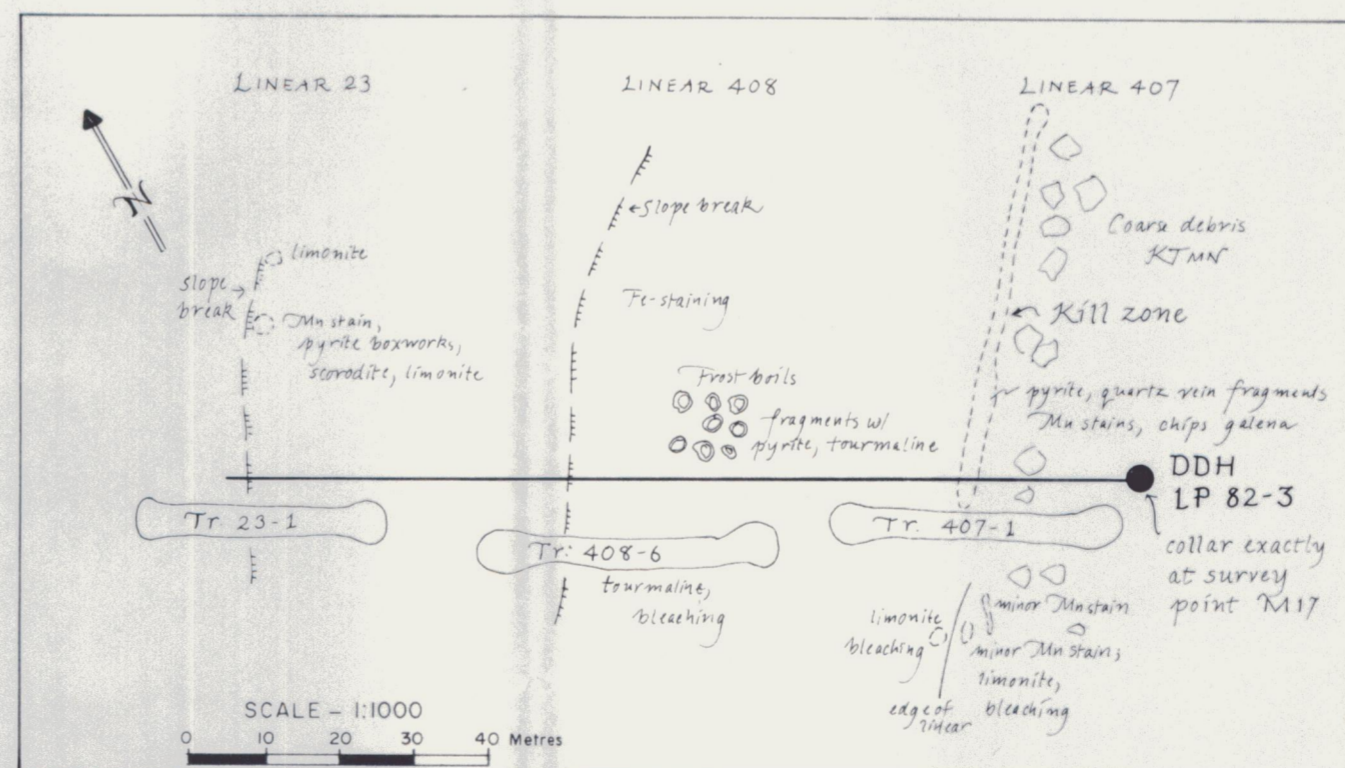 LINEAR 23
LINEAR 408
LINEAR 407
N
←Slope break
limonite
Coarse debris
KTMN
slope
break
Fe-staining
Kill zone
Mn stain,
pyrite boxworks,
scorodite, limonite
Frost boils
pyrite, quartz vein fragments
Mn stains, chips galena
fragments w/
pyrite, tourmaline
DDH
LP 82-3
Tr. 23-1
Tr. 408-6
Tr. 407-1
collar exactly
at survey
point M17
tourmaline,
bleaching
limonite
bleaching
minor Mn stain
minor Mn stain,
limonite,
bleaching
edge of
linear
SCALE – 1:1000
0 10 20 30 40 Metres